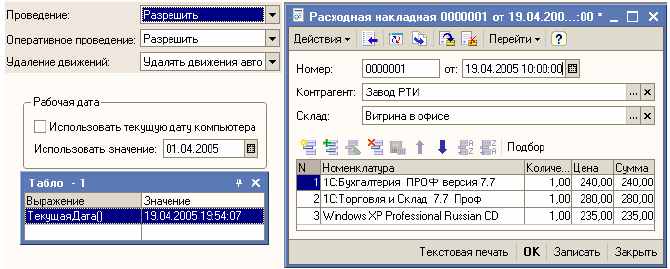 Проведение: Разрешить
Оперативное проведение: Разрешить
Удаление движений: Удалять движения авто
Рабочая дата
Использовать текущую дату компьютера
Использовать значение: 01.04.2005
Табло - 1
Выражение Значение
ТекущаяДата() 19.04.2005 19:54:07
Расходная накладная 0000001 от 19.04.200...:00 *
Действия Перейти
Номер: 0000001 от: 19.04.2005 10:00:00
Контрагент: Завод РТИ
Склад: Витрина в офисе
Подбор
N Номенклатура Количе... Цена Сумма
1 1С:Бухгалтерия ПРОФ версия 7.7 1,00 240,00 240,00
2 1С:Торговля и Склад 7.7 Проф 1,00 280,00 280,00
3 Windows XP Professional Russian CD 1,00 235,00 235,00
Текстовая печать OK Записать Закрыть